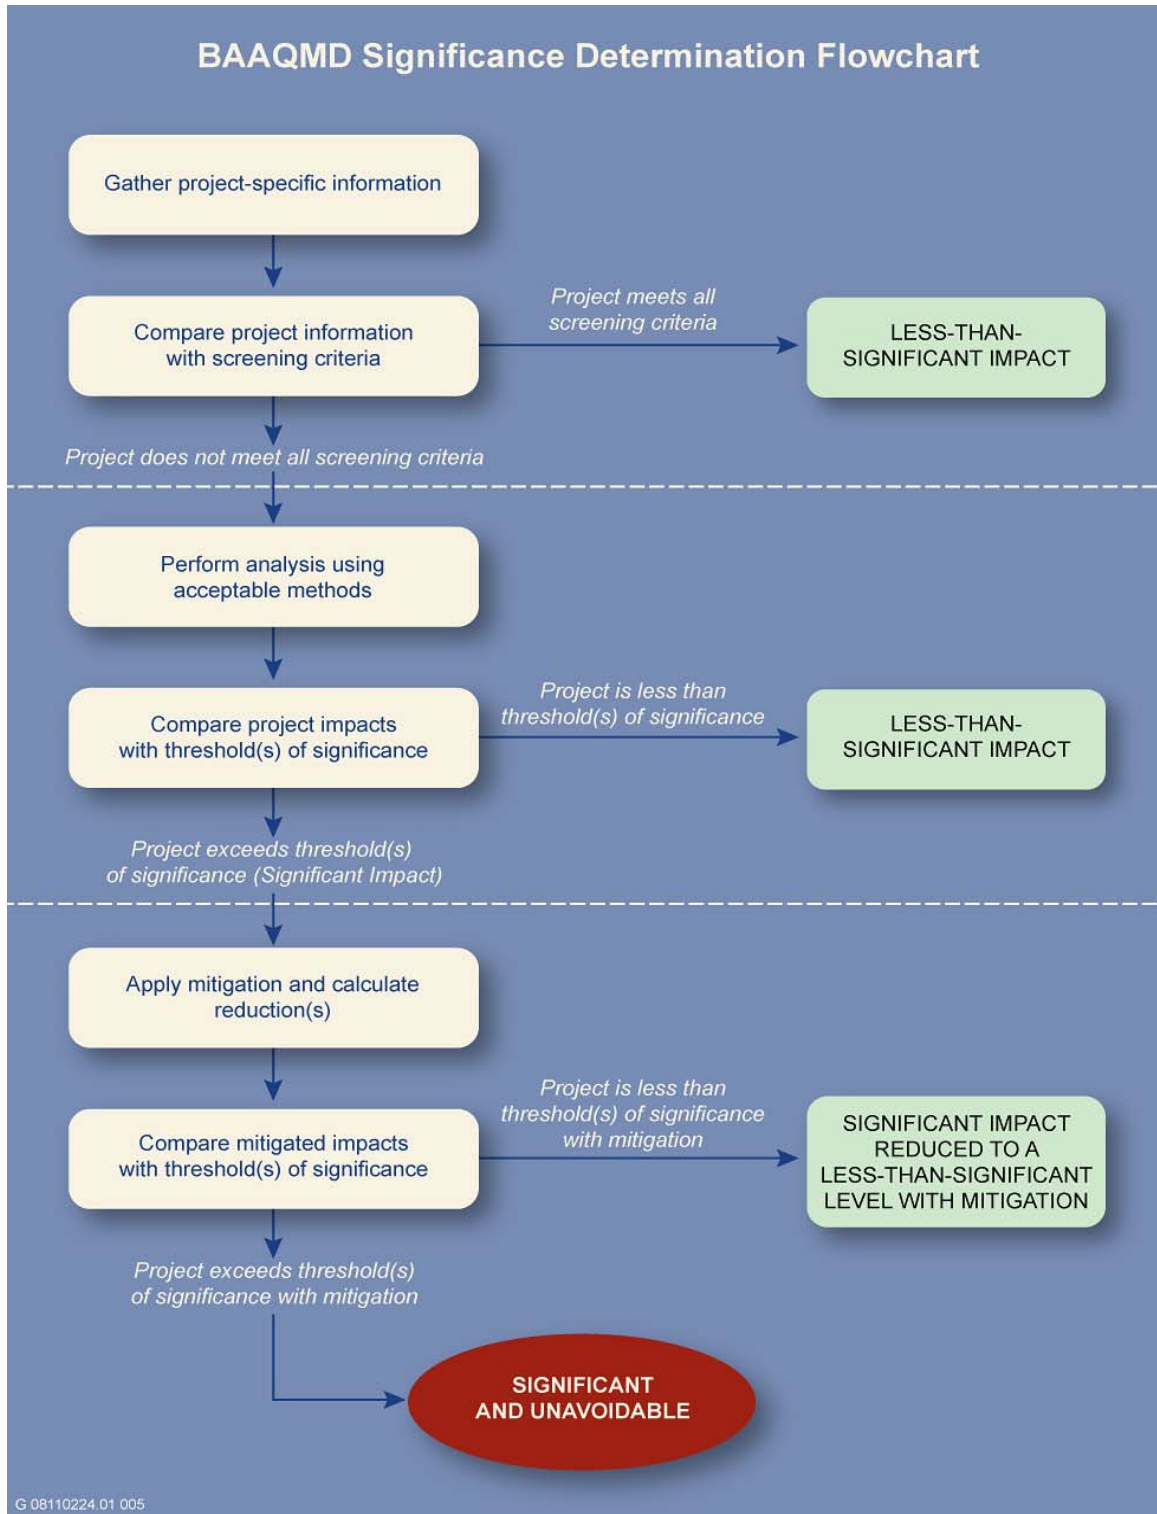 BAAQMD Significance Determination Flowchart
Gather project-specific information
Compare project information
with screening criteria
Project meets all
screening criteria
LESS-THAN-
SIGNIFICANT IMPACT
Project does not meet all screening criteria
Perform analysis using
acceptable methods
Compare project impacts
with threshold(s) of significance
Project is less than
threshold(s) of significance
LESS-THAN-
SIGNIFICANT IMPACT
Project exceeds threshold(s)
of significance (Significant Impact)
Apply mitigation and calculate
reduction(s)
Compare mitigated impacts
with threshold(s) of significance
Project is less than
threshold(s) of significance
with mitigation
SIGNIFICANT IMPACT
REDUCED TO A
LESS-THAN-SIGNIFICANT
LEVEL WITH MITIGATION
Project exceeds threshold(s)
of significance with mitigation
SIGNIFICANT
AND UNAVOIDABLE
G 08110224.01 005